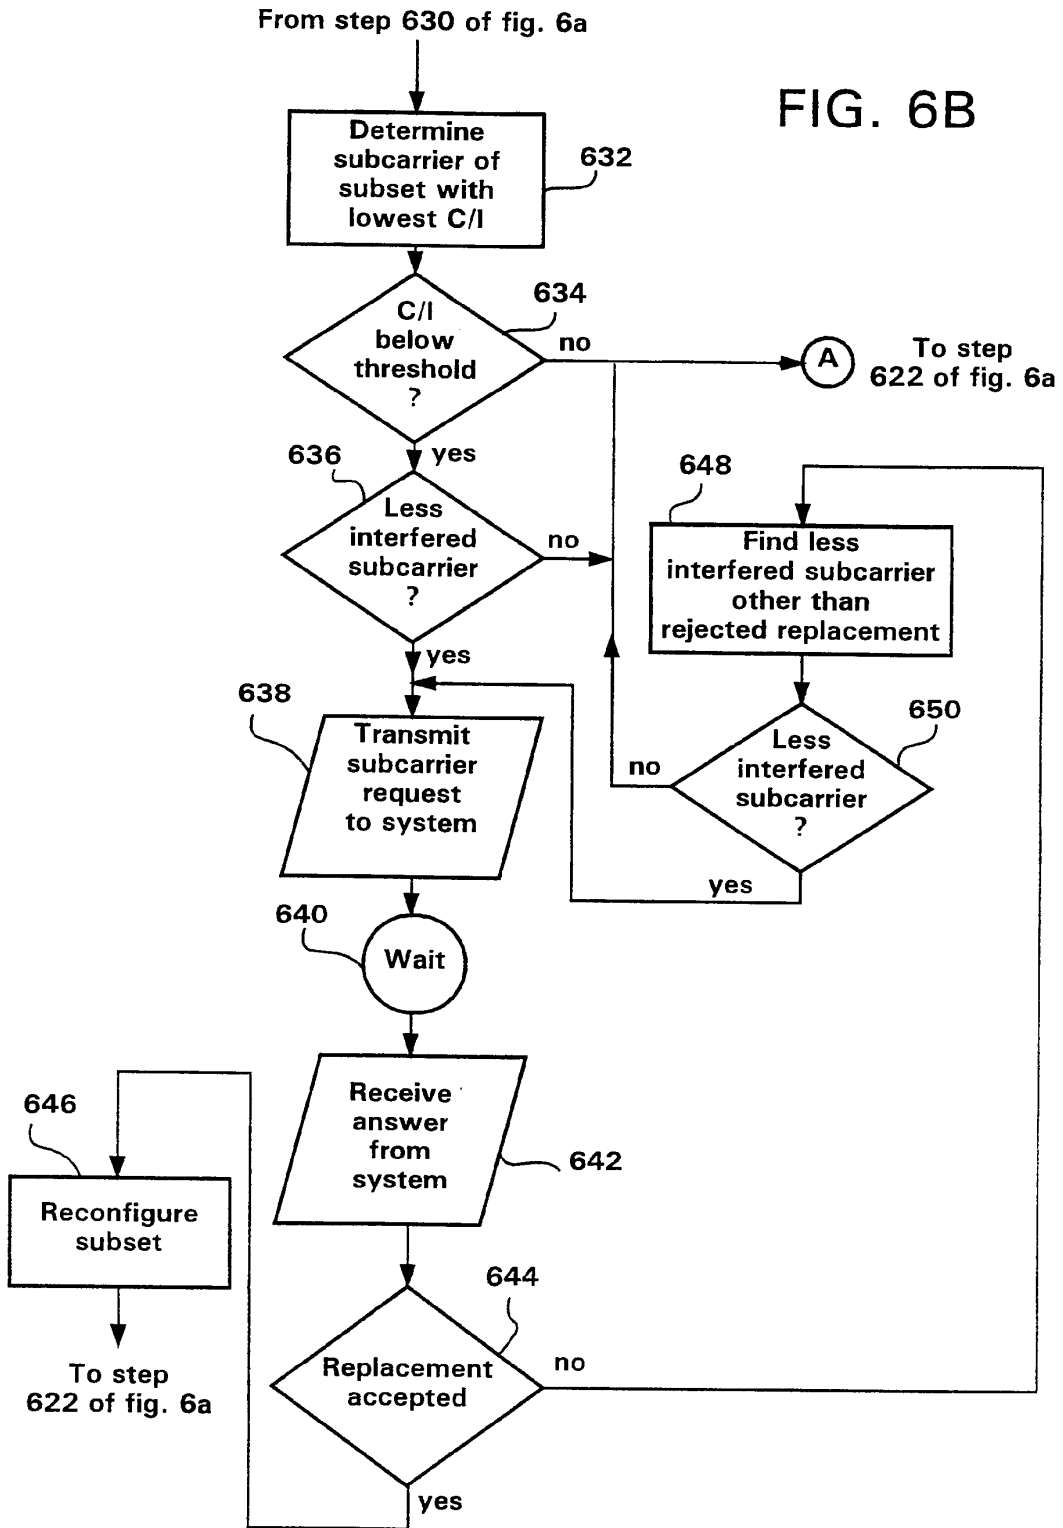 From step 630 of fig. 6a
FIG. 6B
Determine
subcarrier of
subset with
lowest C/I
632
C/I
below
threshold
?
634
no
A
To step
622 of fig. 6a
yes
636
Less
interfered
subcarrier
?
no
648
Find less
interfered subcarrier
other than
rejected replacement
yes
638
Transmit
subcarrier
request
to system
650
Less
interfered
subcarrier
?
no
yes
640
Wait
Receive
answer
from
system
642
646
Reconfigure
subset
To step
622 of fig. 6a
644
Replacement
accepted
no
yes